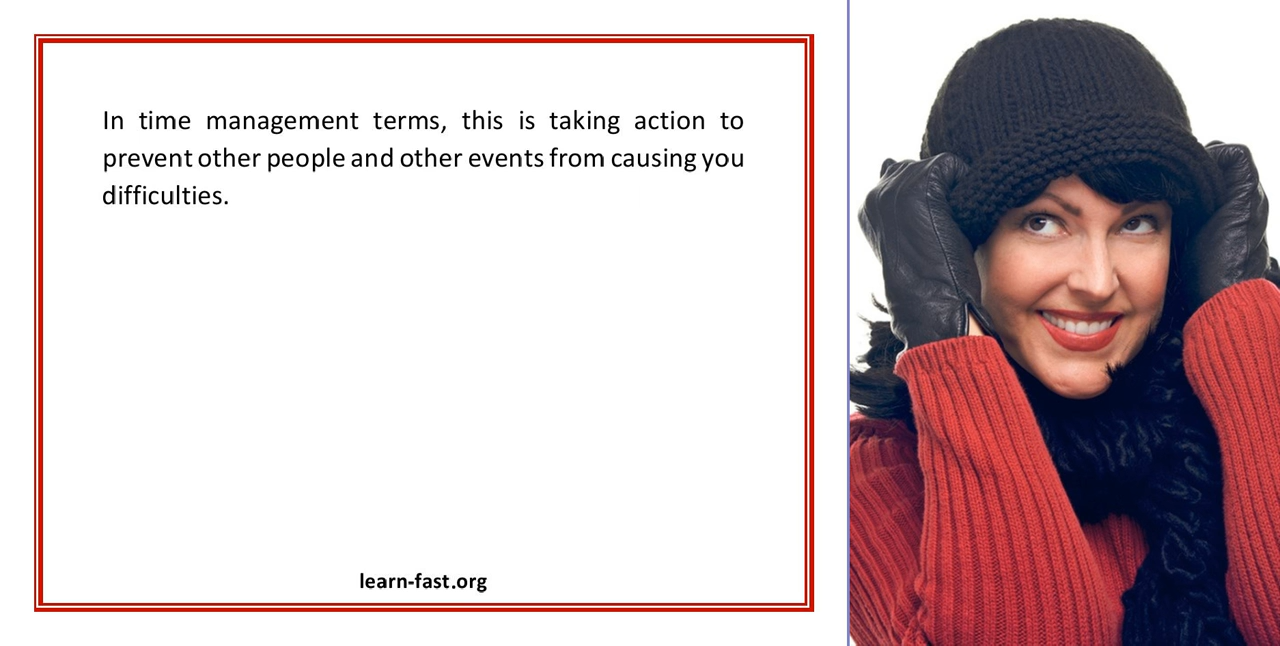 In time management terms, this is taking action to
prevent other people and other events from causing you
difficulties.
learn-fast.org